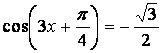 cos(3x + π/4) = −√3/2